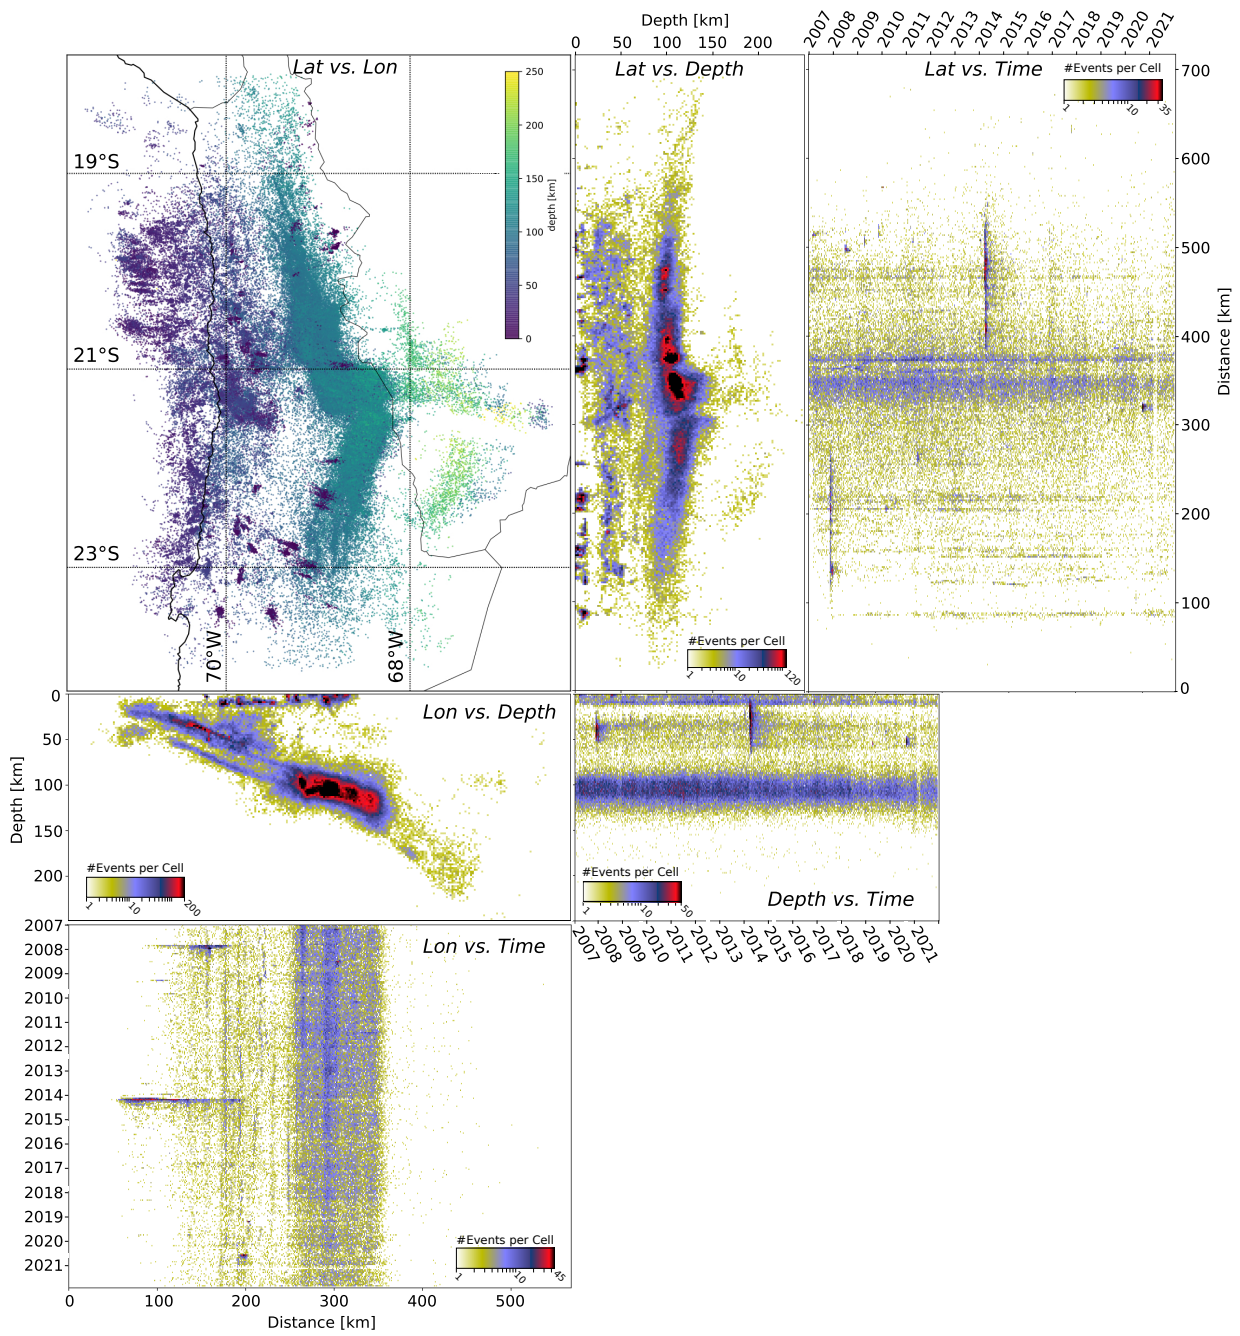 Depth [km]
0 50 100 150 200
2007 2008 2009 2010 2011 2012 2013 2014 2015 2016 2017 2018 2019 2020 2021
Lat vs. Lon
250
200
150
100
50
0
depth [km]
19°S
21°S
23°S
70°W
68°W
Lat vs. Depth
#Events per Cell
1 10 120
Lat vs. Time
#Events per Cell
1 10 35
700
600
500
400
300
200
100
0
Distance [km]
Lon vs. Depth
0
50
100
150
200
Depth [km]
#Events per Cell
1 10 200
#Events per Cell
1 10 50
Depth vs. Time
2007 2008 2009 2010 2011 2012 2013 2014 2015 2016 2017 2018 2019 2020 2021
Lon vs. Time
2007
2008
2009
2010
2011
2012
2013
2014
2015
2016
2017
2018
2019
2020
2021
#Events per Cell
1 10 45
0 100 200 300 400 500
Distance [km]